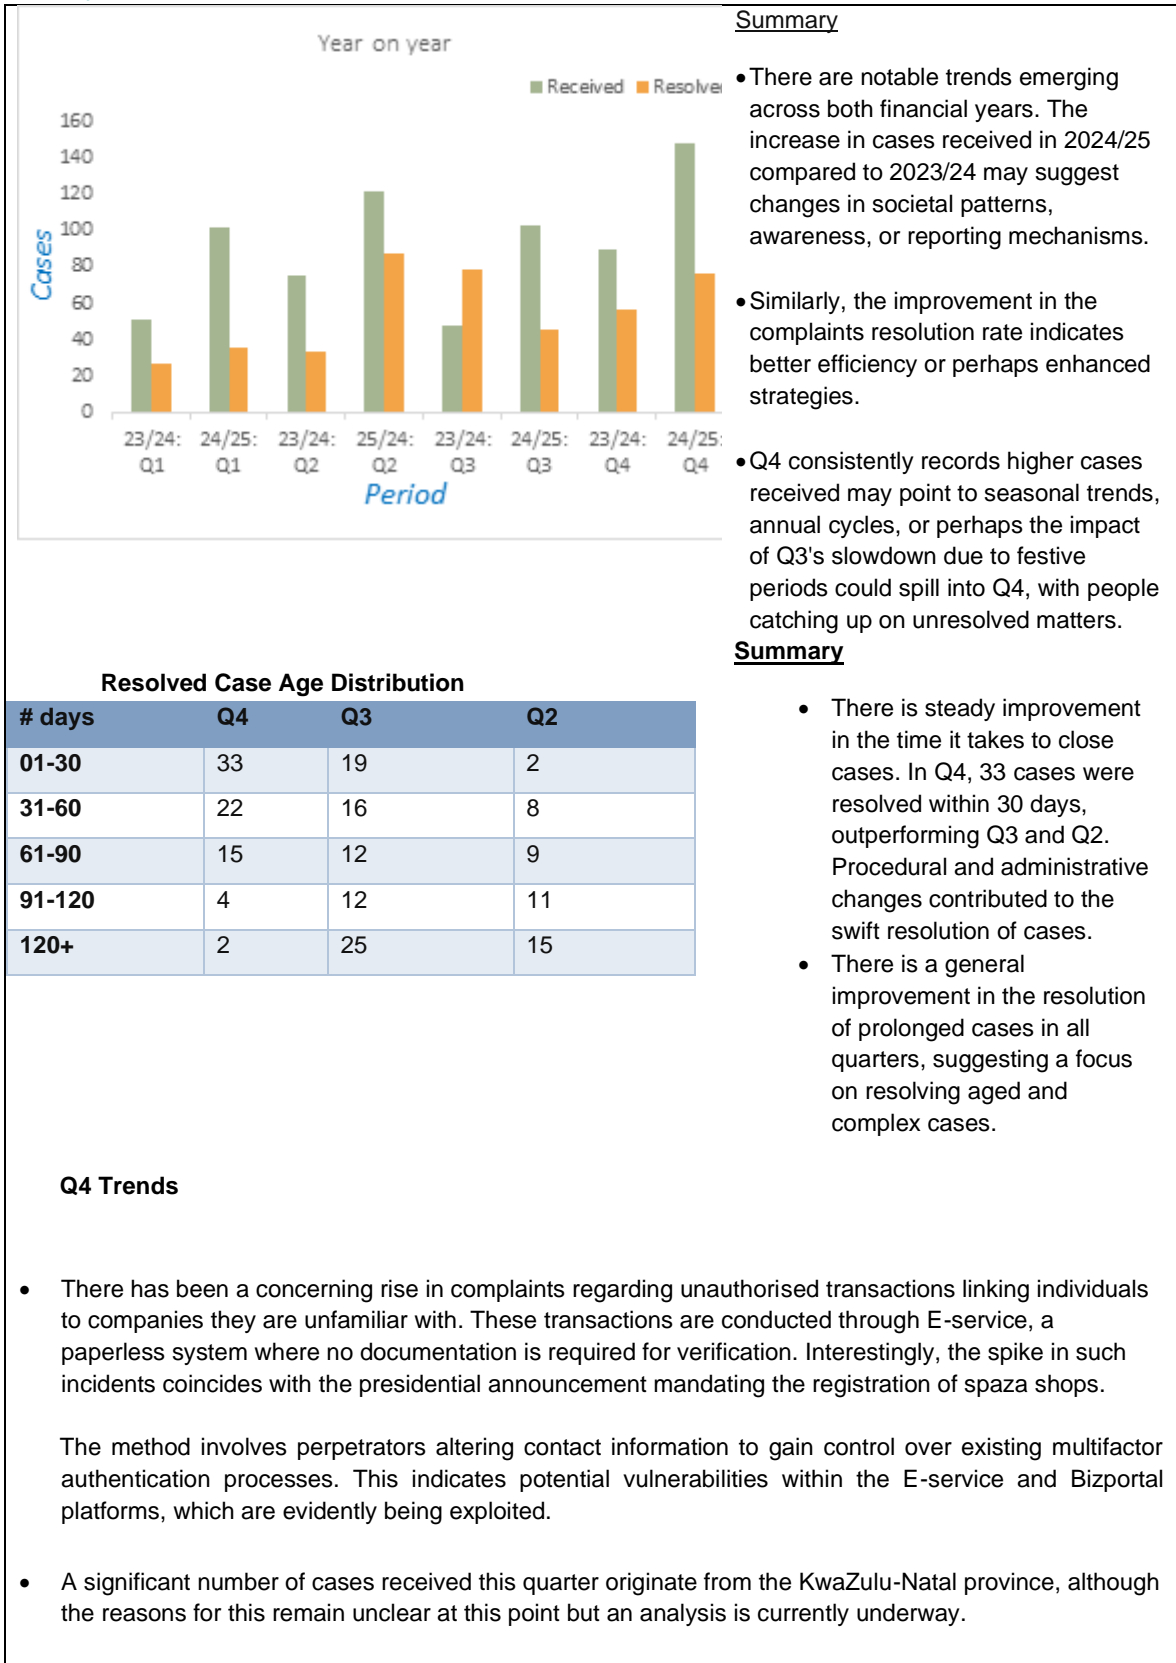 Year on year
Received Resolve
160
140
120
100
80
60
40
20
0
Cases
23/24: 24/25: 23/24: 25/24: 23/24: 24/25: 23/24: 24/25:
Q1 Q1 Q2 Q2 Q3 Q3 Q4 Q4
Period
Summary
• There are notable trends emerging
across both financial years. The
increase in cases received in 2024/25
compared to 2023/24 may suggest
changes in societal patterns,
awareness, or reporting mechanisms.
• Similarly, the improvement in the
complaints resolution rate indicates
better efficiency or perhaps enhanced
strategies.
• Q4 consistently records higher cases
received may point to seasonal trends,
annual cycles, or perhaps the impact
of Q3's slowdown due to festive
periods could spill into Q4, with people
catching up on unresolved matters.
Resolved Case Age Distribution
# days Q4 Q3 Q2
01-30 33 19 2
31-60 22 16 8
61-90 15 12 9
91-120 4 12 11
120+ 2 25 15
Summary
• There is steady improvement
in the time it takes to close
cases. In Q4, 33 cases were
resolved within 30 days,
outperforming Q3 and Q2.
Procedural and administrative
changes contributed to the
swift resolution of cases.
• There is a general
improvement in the resolution
of prolonged cases in all
quarters, suggesting a focus
on resolving aged and
complex cases.
Q4 Trends
• There has been a concerning rise in complaints regarding unauthorised transactions linking individuals
to companies they are unfamiliar with. These transactions are conducted through E-service, a
paperless system where no documentation is required for verification. Interestingly, the spike in such
incidents coincides with the presidential announcement mandating the registration of spaza shops.
The method involves perpetrators altering contact information to gain control over existing multifactor
authentication processes. This indicates potential vulnerabilities within the E-service and Bizportal
platforms, which are evidently being exploited.
• A significant number of cases received this quarter originate from the KwaZulu-Natal province, although
the reasons for this remain unclear at this point but an analysis is currently underway.